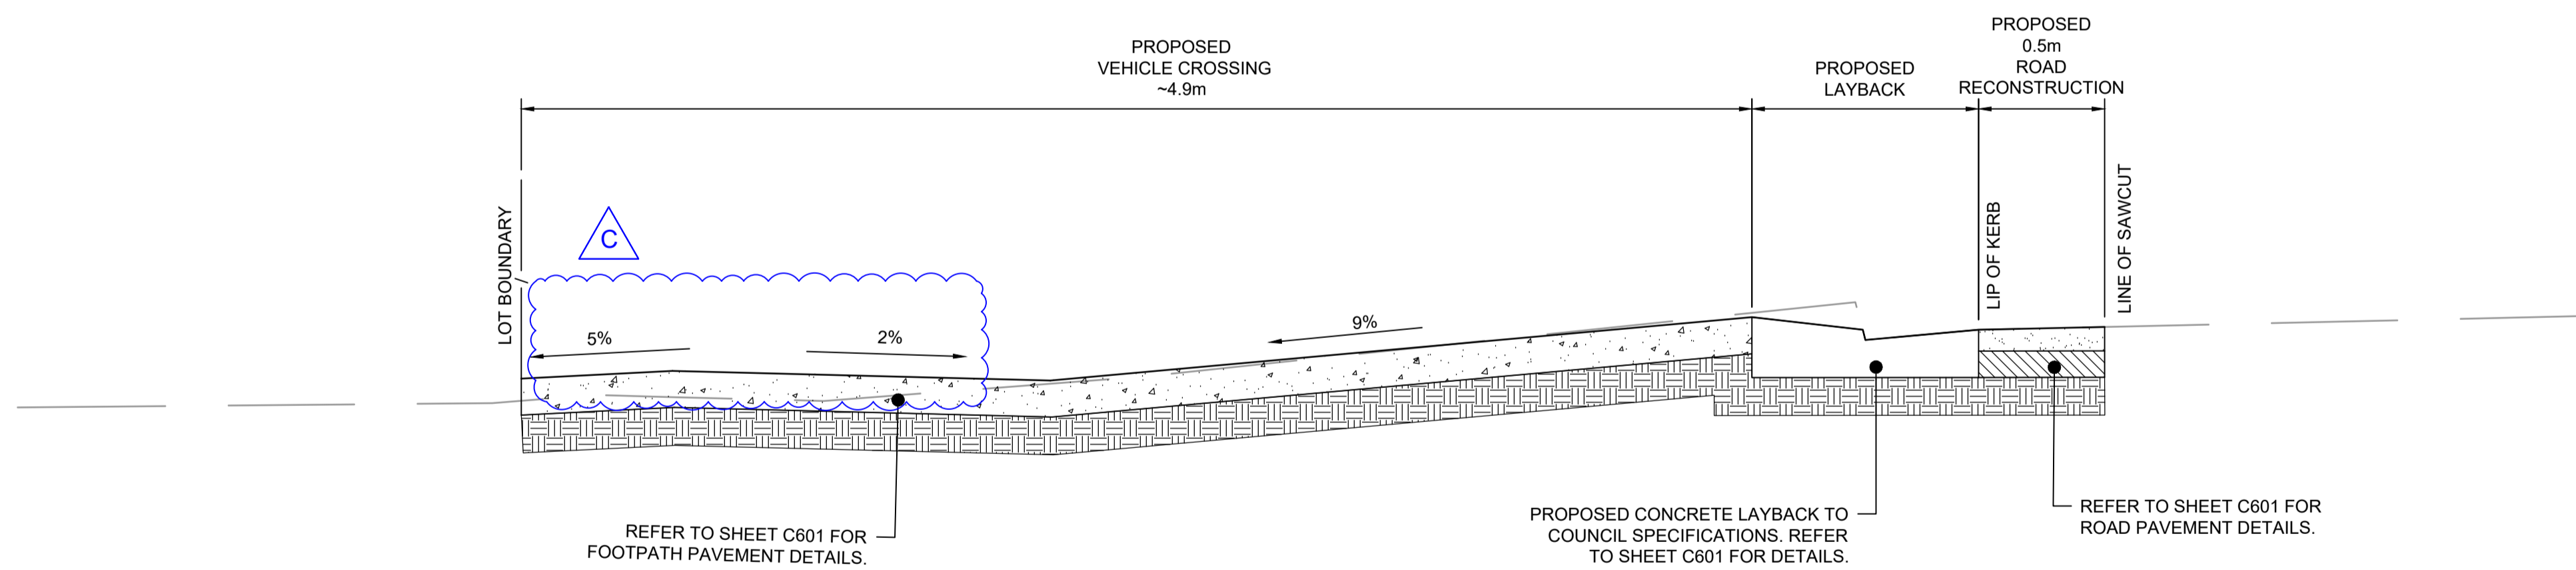 PROPOSED
VEHICLE CROSSING
~4.9m
PROPOSED
LAYBACK
PROPOSED
0.5m
ROAD
RECONSTRUCTION
LOT BOUNDARY
C
5%
2%
9%
LIP OF KERB
LINE OF SAWCUT
REFER TO SHEET C601 FOR
FOOTPATH PAVEMENT DETAILS.
PROPOSED CONCRETE LAYBACK TO
COUNCIL SPECIFICATIONS. REFER
TO SHEET C601 FOR DETAILS.
REFER TO SHEET C601 FOR
ROAD PAVEMENT DETAILS.